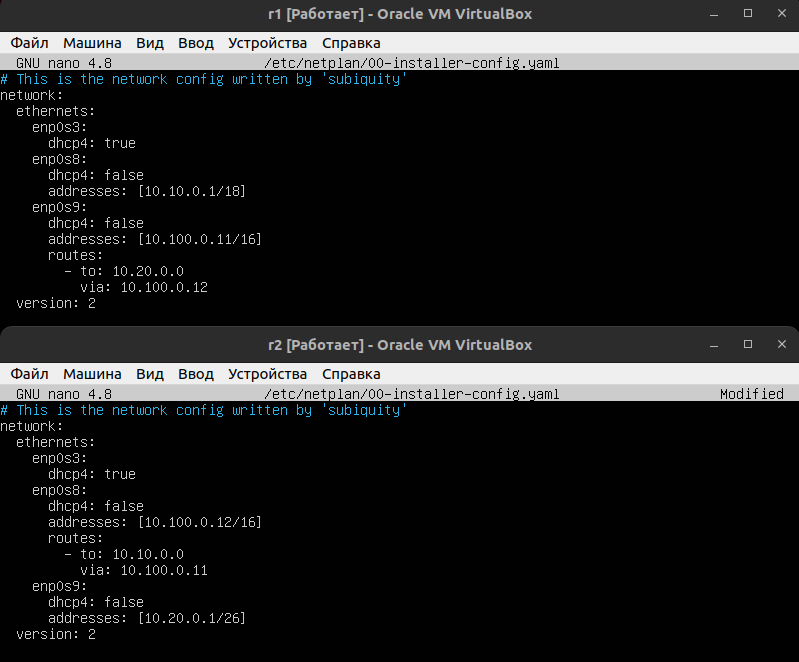 r1 [Работает] - Oracle VM VirtualBox
Файл Машина Вид Ввод Устройства Справка
GNU nano 4.8 /etc/netplan/00-installer-config.yaml
# This is the network config written by 'subiquity'
network:
  ethernets:
    enp0s3:
      dhcp4: true
    enp0s8:
      dhcp4: false
      addresses: [10.10.0.1/18]
    enp0s9:
      dhcp4: false
      addresses: [10.100.0.11/16]
      routes:
        - to: 10.20.0.0
          via: 10.100.0.12
  version: 2
r2 [Работает] - Oracle VM VirtualBox
Файл Машина Вид Ввод Устройства Справка
GNU nano 4.8 /etc/netplan/00-installer-config.yaml Modified
# This is the network config written by 'subiquity'
network:
  ethernets:
    enp0s3:
      dhcp4: true
    enp0s8:
      dhcp4: false
      addresses: [10.100.0.12/16]
      routes:
        - to: 10.10.0.0
          via: 10.100.0.11
    enp0s9:
      dhcp4: false
      addresses: [10.20.0.1/26]
  version: 2